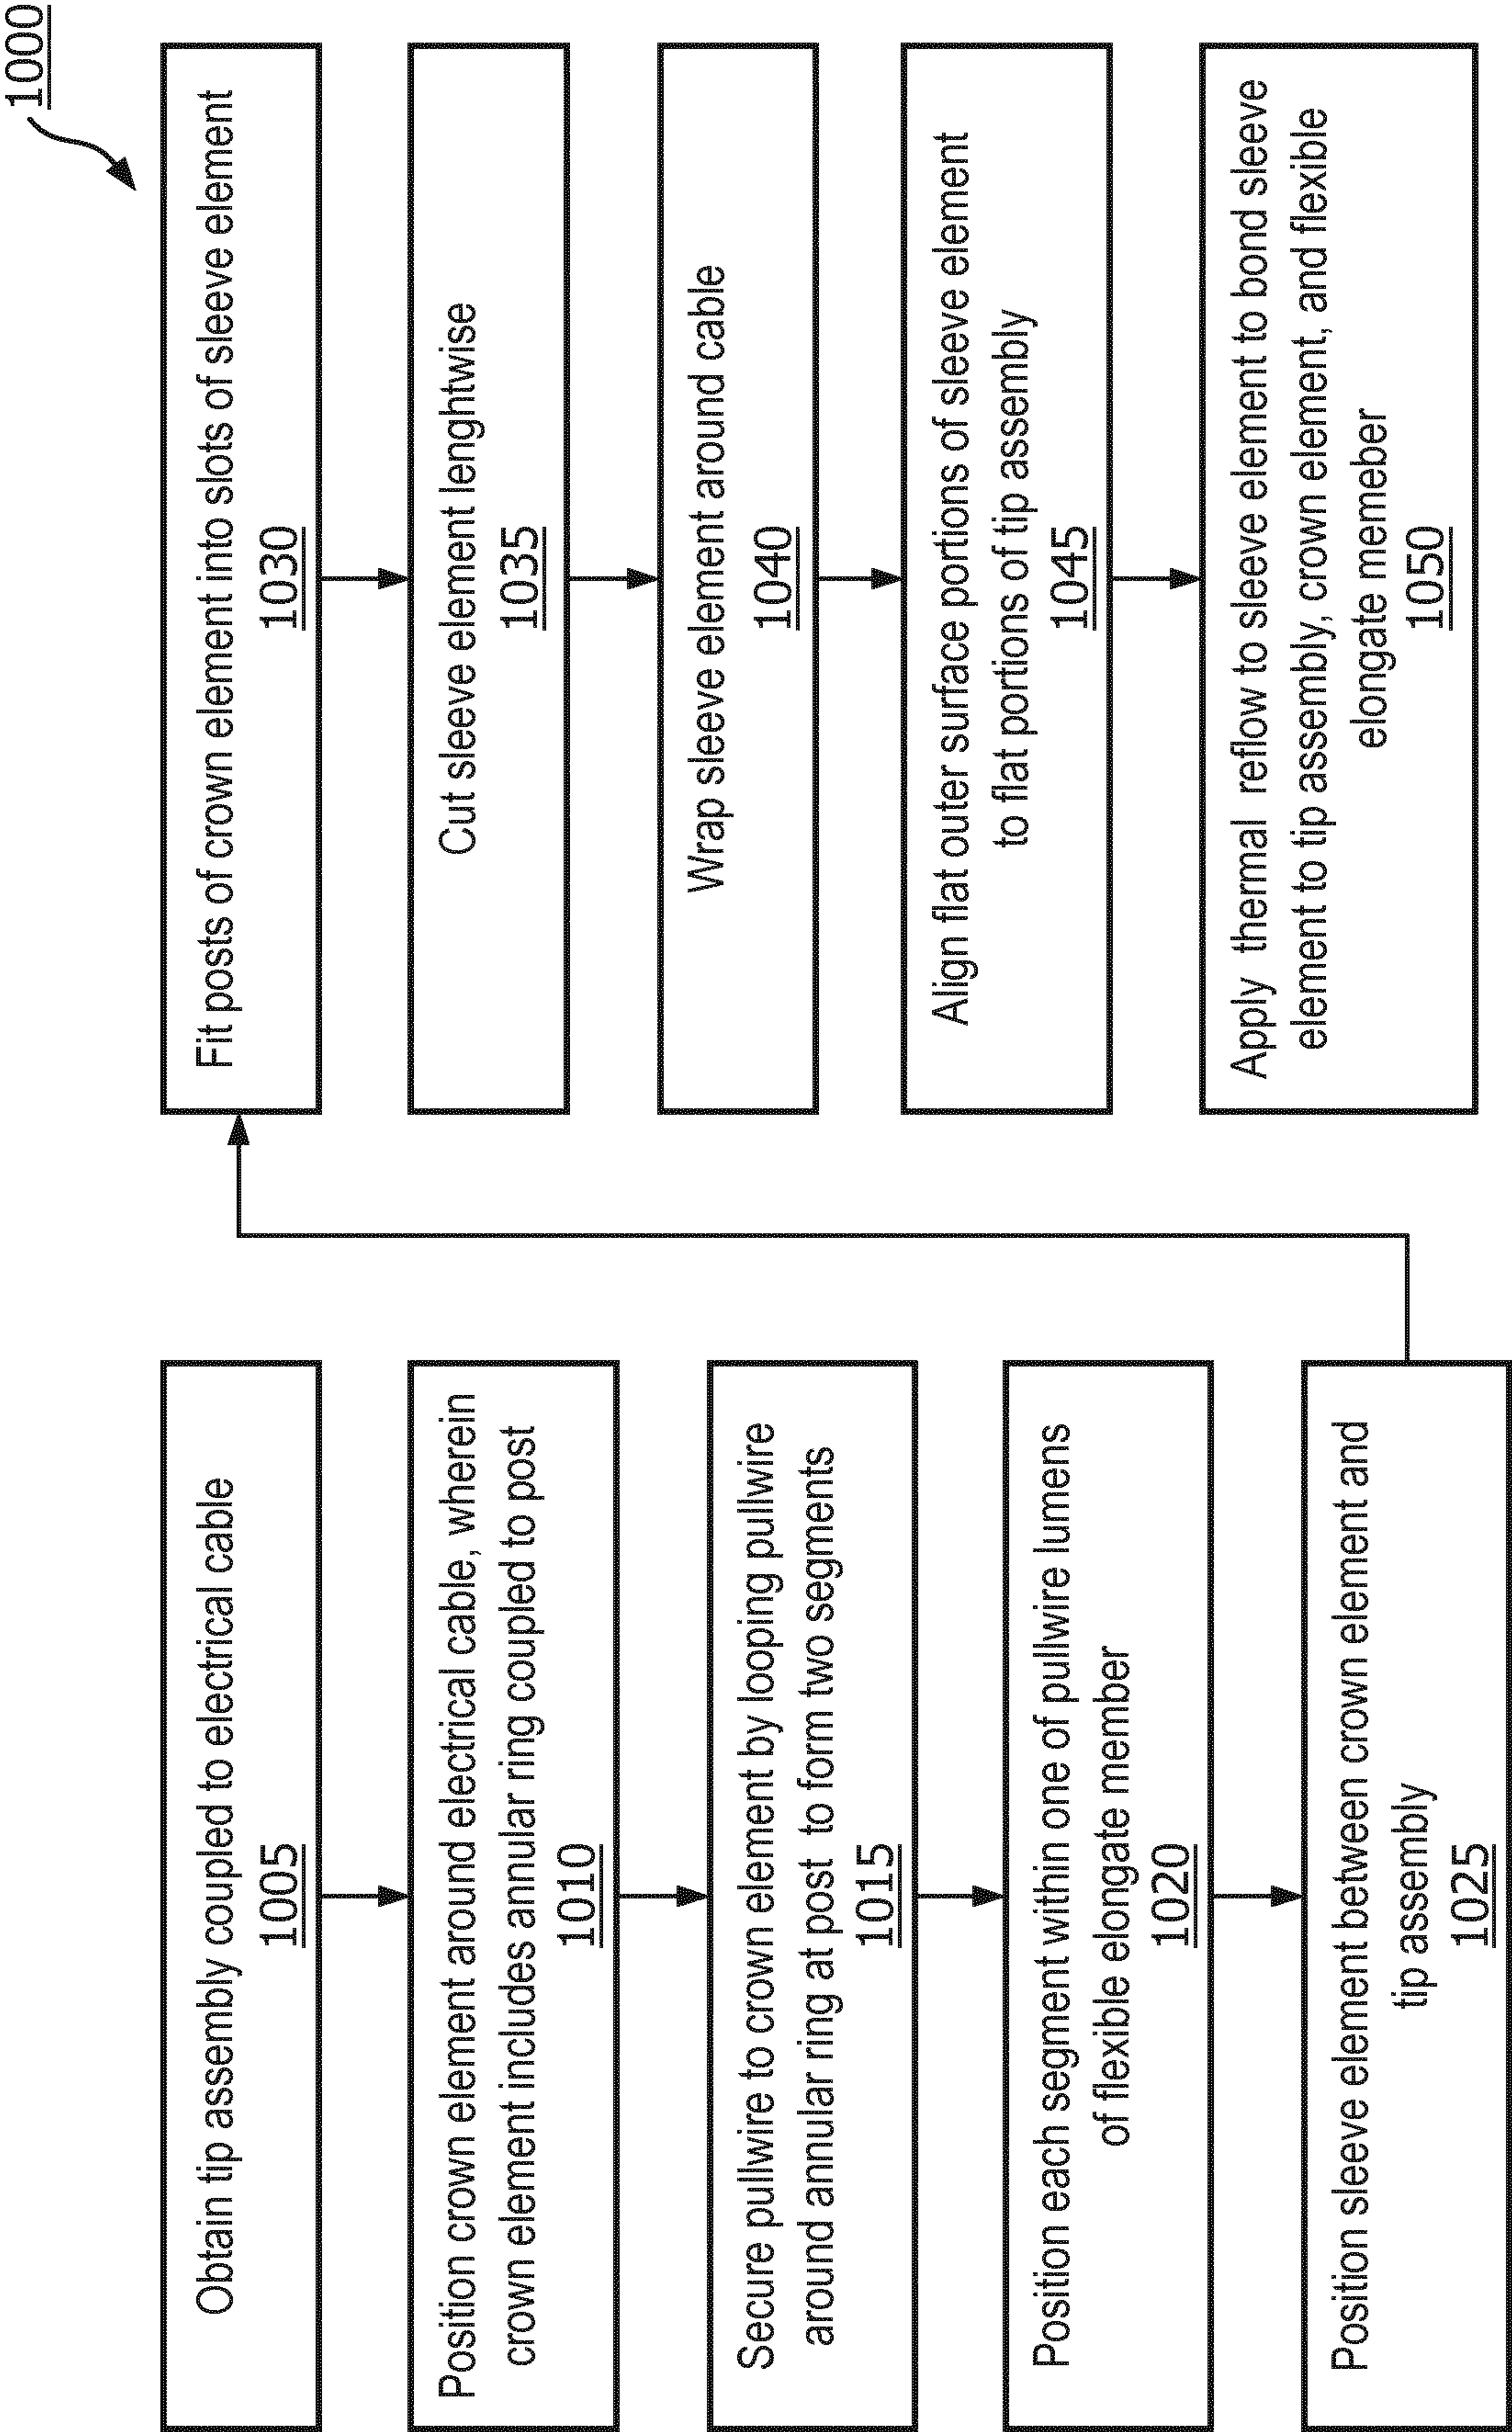 1000
Obtain tip assembly coupled to electrical cable
1005
Position crown element around electrical cable, wherein
crown element includes annular ring coupled to post
1010
Secure pullwire to crown element by looping pullwire
around annular ring at post to form two segments
1015
Position each segment within one of pullwire lumens
of flexible elongate member
1020
Position sleeve element between crown element and
tip assembly
1025
Fit posts of crown element into slots of sleeve element
1030
Cut sleeve element lenghtwise
1035
Wrap sleeve element around cable
1040
Align flat outer surface portions of sleeve element
to flat portions of tip assembly
1045
Apply thermal reflow to sleeve element to bond sleeve
element to tip assembly, crown element, and flexible
elongate memeber
1050